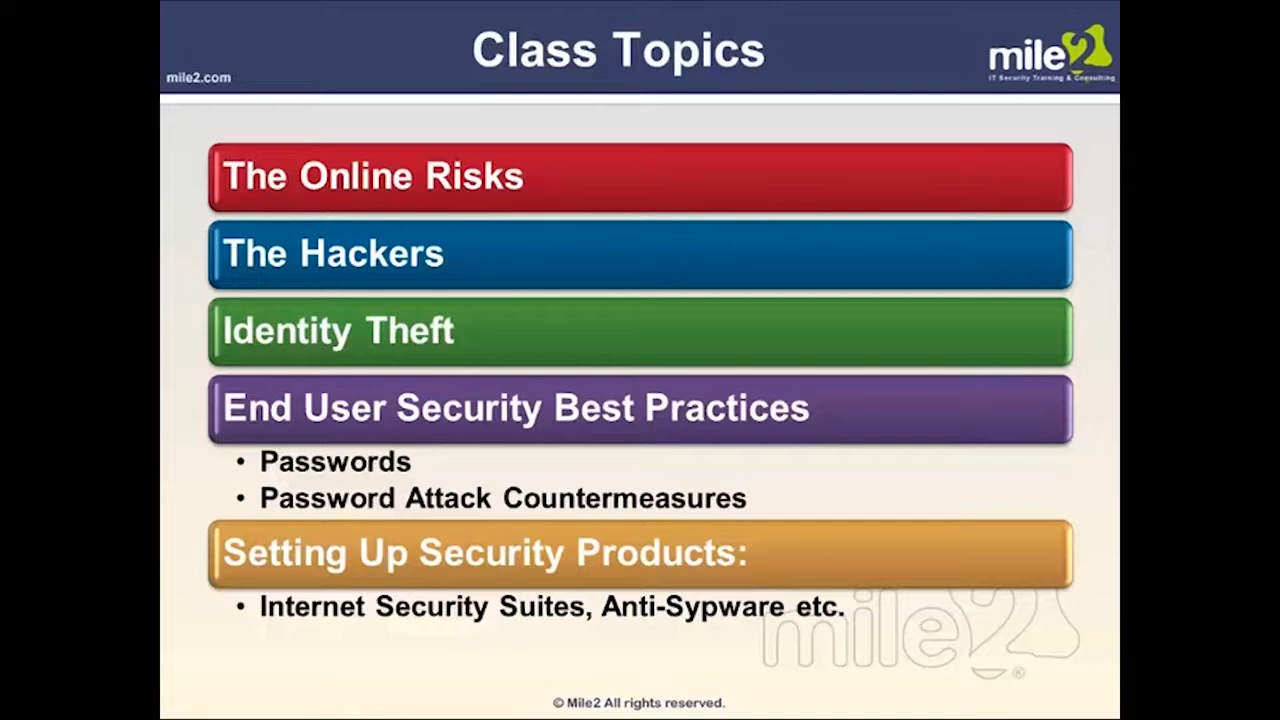 Class Topics
mile2.com
mile2
IT Security Training & Consulting
The Online Risks
The Hackers
Identity Theft
End User Security Best Practices
• Passwords
• Password Attack Countermeasures
Setting Up Security Products:
• Internet Security Suites, Anti-Sypware etc.
mile2®
© Mile2 All rights reserved.